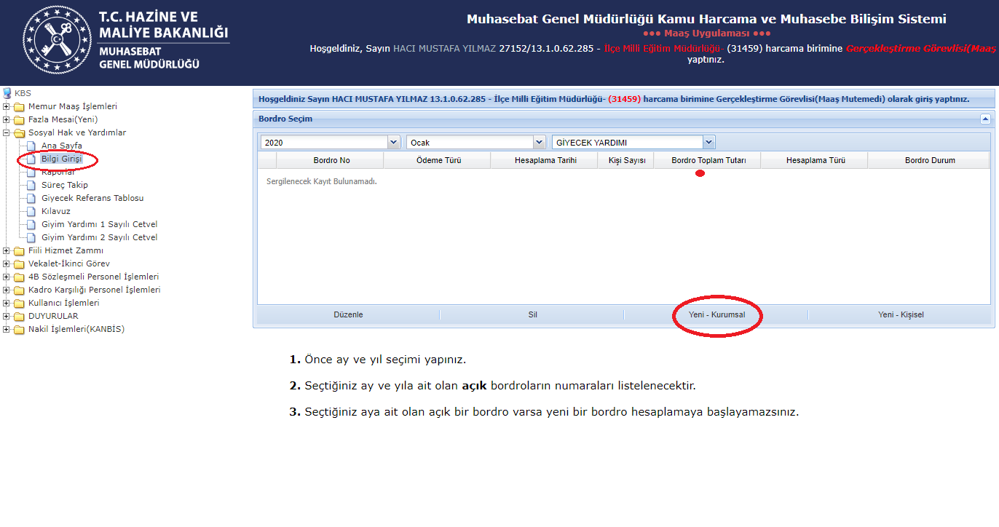 T.C. HAZİNE VE
MALİYE BAKANLIĞI
MUHASEBAT
GENEL MÜDÜRLÜĞÜ
Muhasebat Genel Müdürlüğü Kamu Harcama ve Muhasebe Bilişim Sistemi
●●● Maaş Uygulaması ●●●
Hoşgeldiniz, Sayın HACI MUSTAFA YILMAZ 27152/13.1.0.62.285 - İlçe Milli Eğitim Müdürlüğü- (31459) harcama birimine Gerçekleştirme Görevlisi(Maaş
yaptınız.
KBS
Memur Maaş İşlemleri
Fazla Mesai(Yeni)
Sosyal Hak ve Yardımlar
Ana Sayfa
Bilgi Girişi
Raporlar
Süreç Takip
Giyecek Referans Tablosu
Kılavuz
Giyim Yardımı 1 Sayılı Cetvel
Giyim Yardımı 2 Sayılı Cetvel
Fiili Hizmet Zammı
Vekalet-İkinci Görev
4B Sözleşmeli Personel İşlemleri
Kadro Karşılığı Personel İşlemleri
Kullanıcı İşlemleri
DUYURULAR
Nakil İşlemleri(KANBİS)
Hoşgeldiniz Sayın HACI MUSTAFA YILMAZ 13.1.0.62.285 - İlçe Milli Eğitim Müdürlüğü- (31459) harcama birimine Gerçekleştirme Görevlisi(Maaş Mutemedi) olarak giriş yaptınız.
Bordro Seçim
2020 Ocak GİYECEK YARDIMI
Bordro No Ödeme Türü Hesaplama Tarihi Kişi Sayısı Bordro Toplam Tutarı Hesaplama Türü Bordro Durum
Sergilenecek Kayıt Bulunamadı.
Düzenle Sil Yeni - Kurumsal Yeni - Kişisel
1. Önce ay ve yıl seçimi yapınız.
2. Seçtiğiniz ay ve yıla ait olan açık bordroların numaraları listelenecektir.
3. Seçtiğiniz aya ait olan açık bir bordro varsa yeni bir bordro hesaplamaya başlayamazsınız.